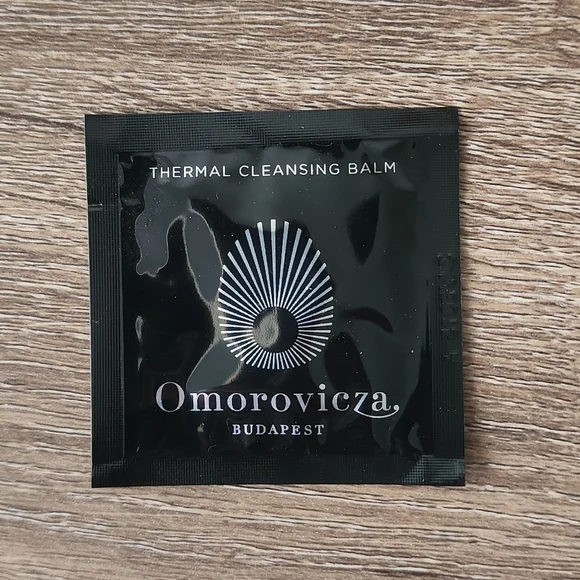 THERMAL CLEANSING BALM
Omorovicza,
BUDAPEST